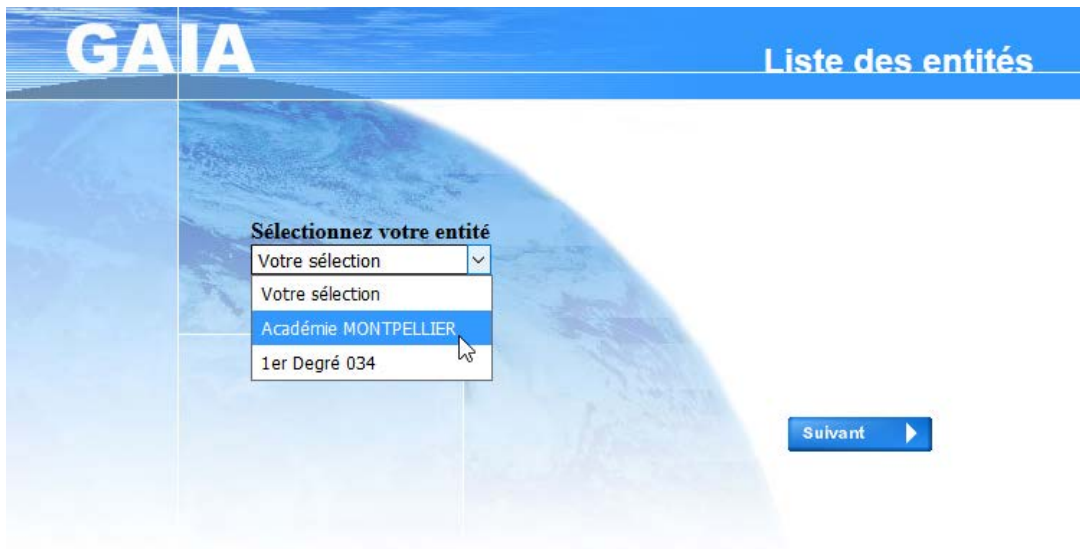 GAIA
Liste des entités
Sélectionnez votre entité
Votre sélection
Votre sélection
Académie MONTPELLIER
1er Degré 034
Suivant